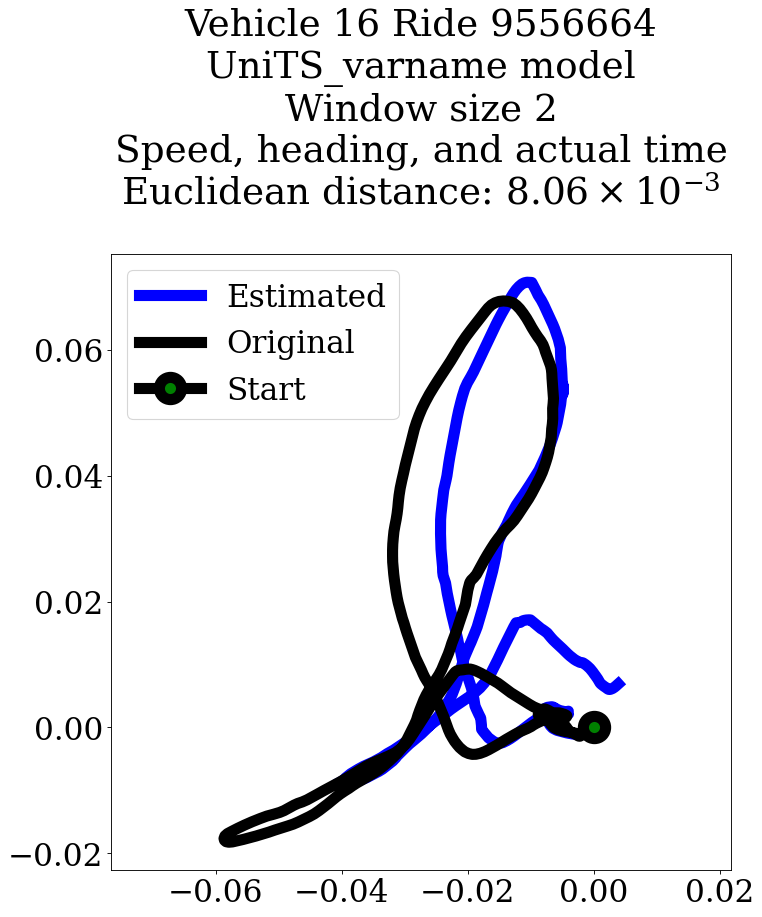 Vehicle 16 Ride 9556664
UniTS_varname model
Window size 2
Speed, heading, and actual time
Euclidean distance: 8.06 × 10⁻³
Estimated
Original
Start
0.06
0.04
0.02
0.00
−0.02
−0.06 −0.04 −0.02 0.00 0.02